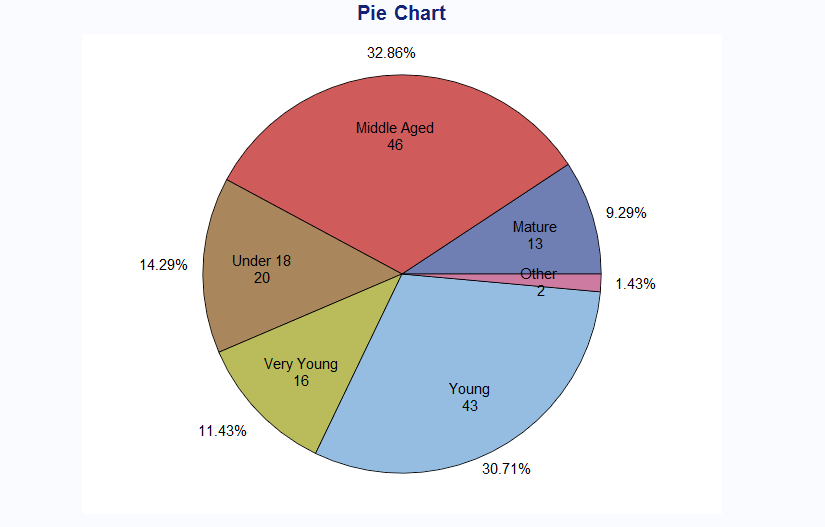 Pie Chart
32.86%
Middle Aged
46
9.29%
Mature
13
14.29%
Under 18
20
Other
2
1.43%
Very Young
16
Young
43
11.43%
30.71%